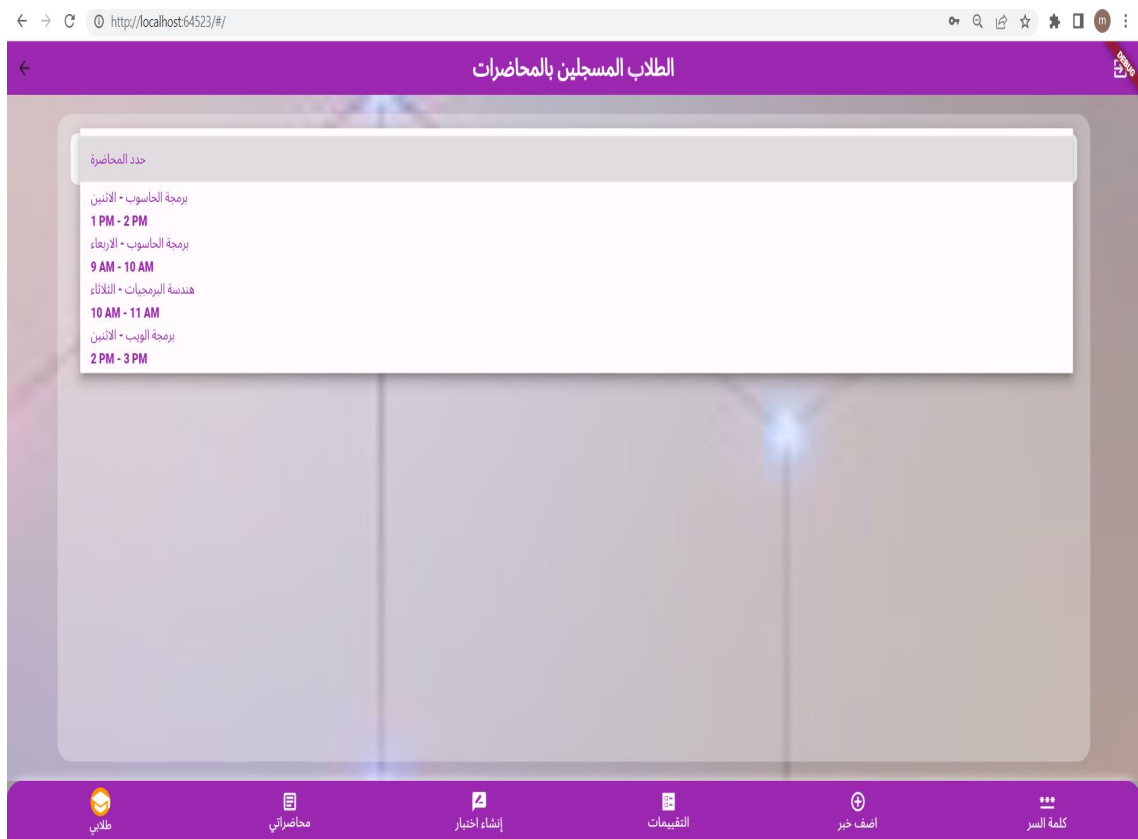 http://localhost:64523/#/
m
الطلاب المسجلين بالمحاضرات
DEBUG
حدد المحاضرة
برمجة الحاسوب - الاثنين
1 PM - 2 PM
برمجة الحاسوب - الاربعاء
9 AM - 10 AM
هندسة البرمجيات - الثلاثاء
10 AM - 11 AM
برمجة الويب - الاثنين
2 PM - 3 PM
طلابي
محاضراتي
إنشاء اختبار
التقييمات
اضف خبر
كلمة السر